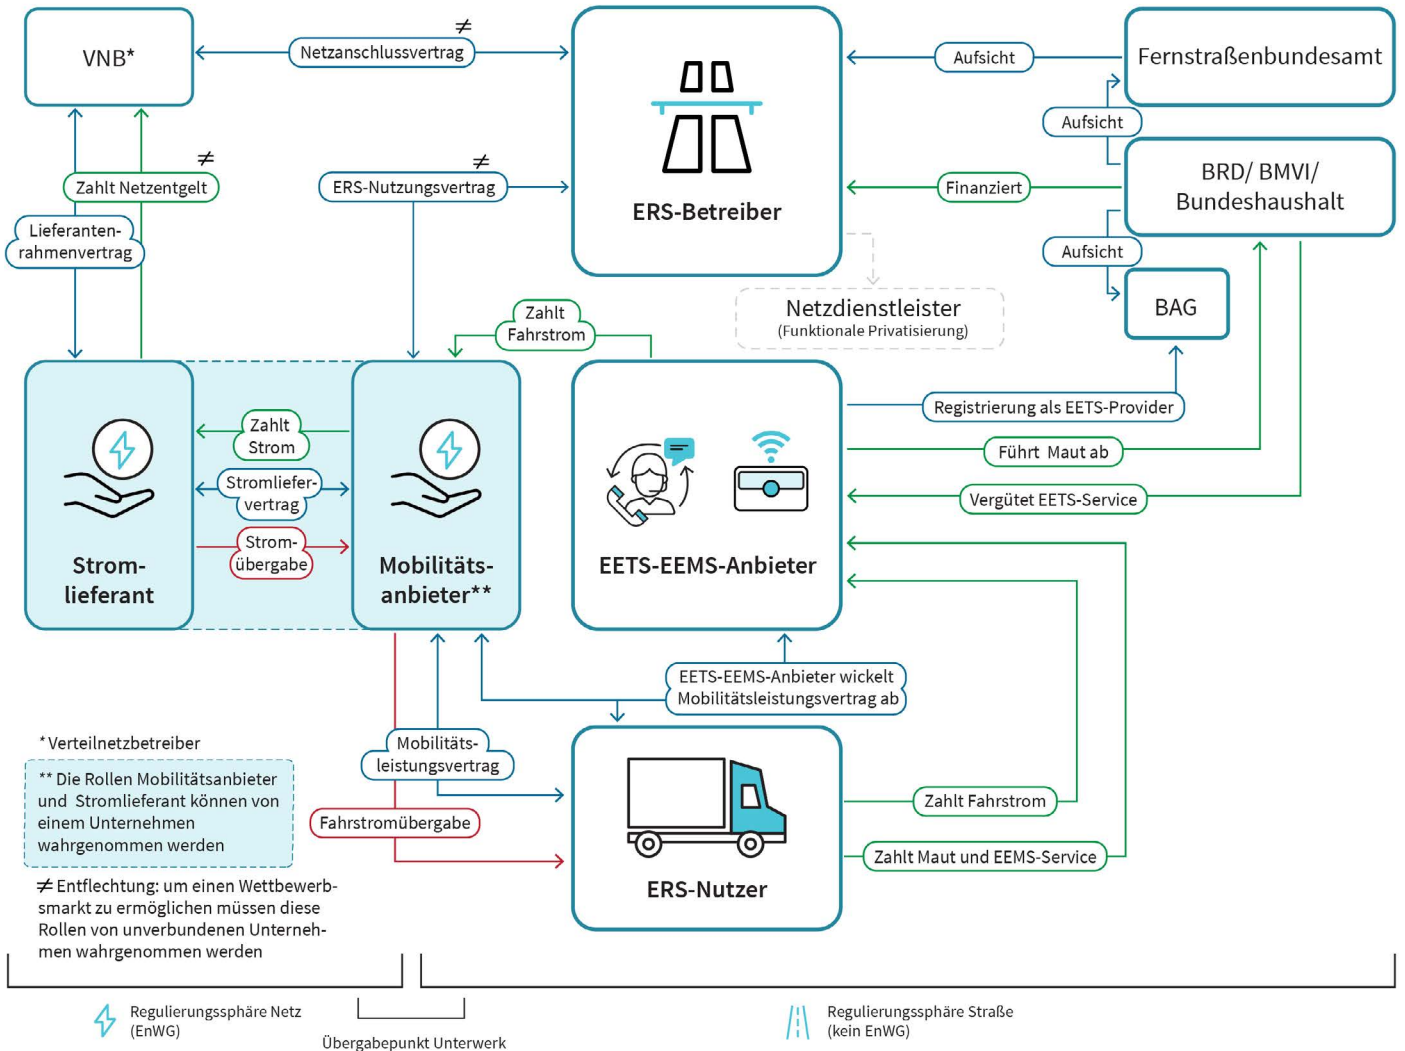 VNB*
≠
Netzanschlussvertrag
Aufsicht
Fernstraßenbundesamt
Aufsicht
≠
Zahlt Netzentgelt
≠
ERS-Nutzungsvertrag
ERS-Betreiber
Finanziert
BRD/ BMVI/
Bundeshaushalt
Lieferanten-
rahmenvertrag
Aufsicht
BAG
Netzdienstleister
(Funktionale Privatisierung)
Zahlt
Fahrstrom
Registrierung als EETS-Provider
Zahlt
Strom
Führt Maut ab
Stromliefer-
vertrag
Vergütet EETS-Service
Strom-
übergabe
Strom-
lieferant
Mobilitäts-
anbieter**
EETS-EEMS-Anbieter
EETS-EEMS-Anbieter wickelt
Mobilitätsleistungsvertrag ab
Mobilitäts-
leistungsvertrag
Fahrstromübergabe
Zahlt Fahrstrom
Zahlt Maut und EEMS-Service
ERS-Nutzer
* Verteilnetzbetreiber
** Die Rollen Mobilitätsanbieter
und Stromlieferant können von
einem Unternehmen
wahrgenommen werden
≠ Entflechtung: um einen Wettbewerb-
smarkt zu ermöglichen müssen diese
Rollen von unverbundenen Unterneh-
men wahrgenommen werden
Regulierungssphäre Netz
(EnWG)
Übergabepunkt Unterwerk
Regulierungssphäre Straße
(kein EnWG)